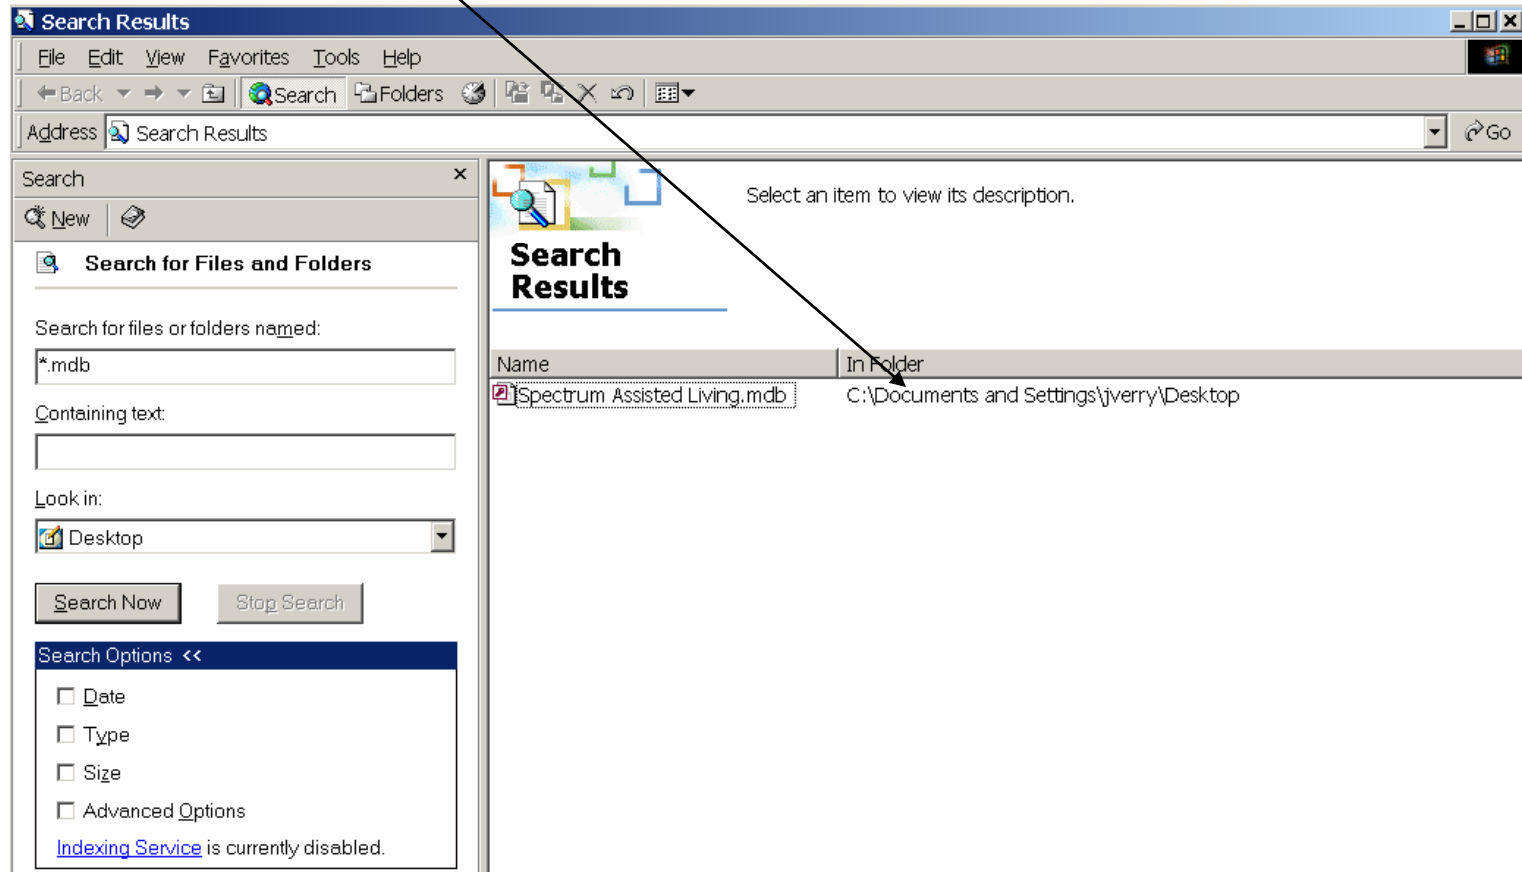 Search Results
File Edit View Favorites Tools Help
Back Search Folders
Address Search Results Go
Search
New
Search for Files and Folders
Search for files or folders named:
*.mdb
Containing text:
Look in:
Desktop
Search Now Stop Search
Search Options <<
Date
Type
Size
Advanced Options
Indexing Service is currently disabled.
Select an item to view its description.
Search
Results
Name In Folder
Spectrum Assisted Living.mdb C:\Documents and Settings\jverry\Desktop